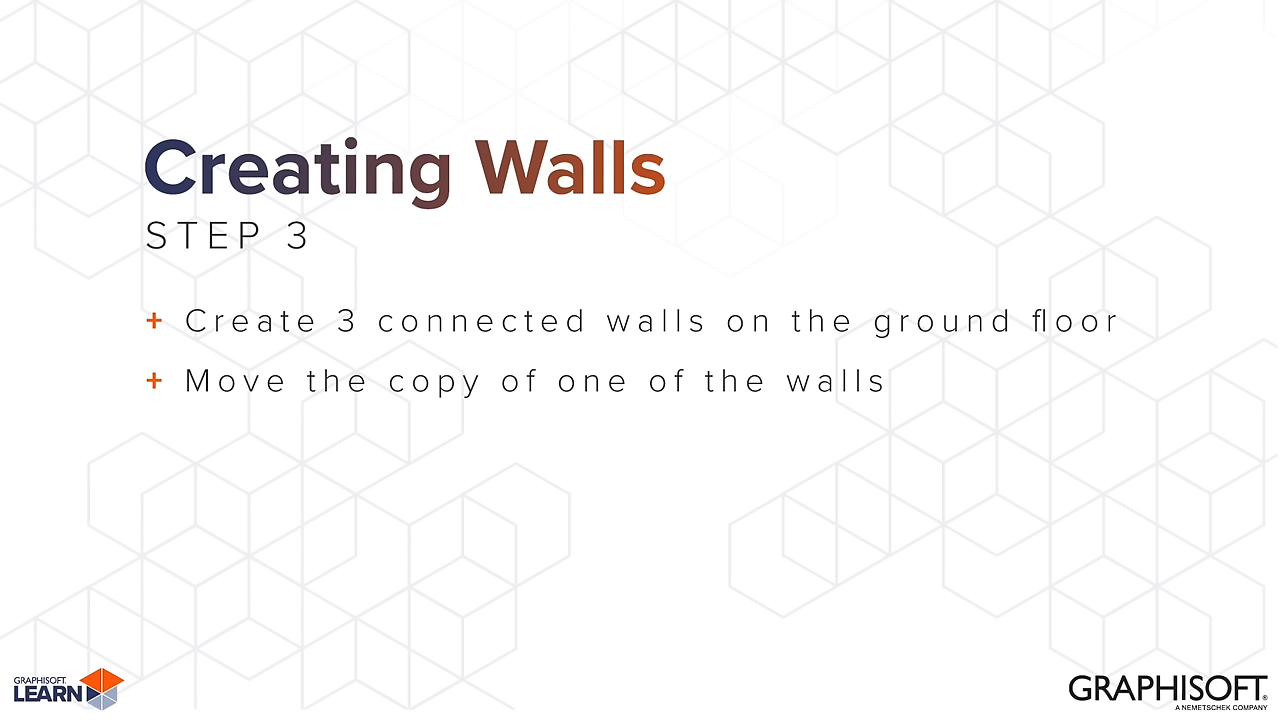 Creating Walls
STEP 3
+ Create 3 connected walls on the ground floor
+ Move the copy of one of the walls
GRAPHISOFT.
LEARN
GRAPHISOFT®
A NEMETSCHEK COMPANY